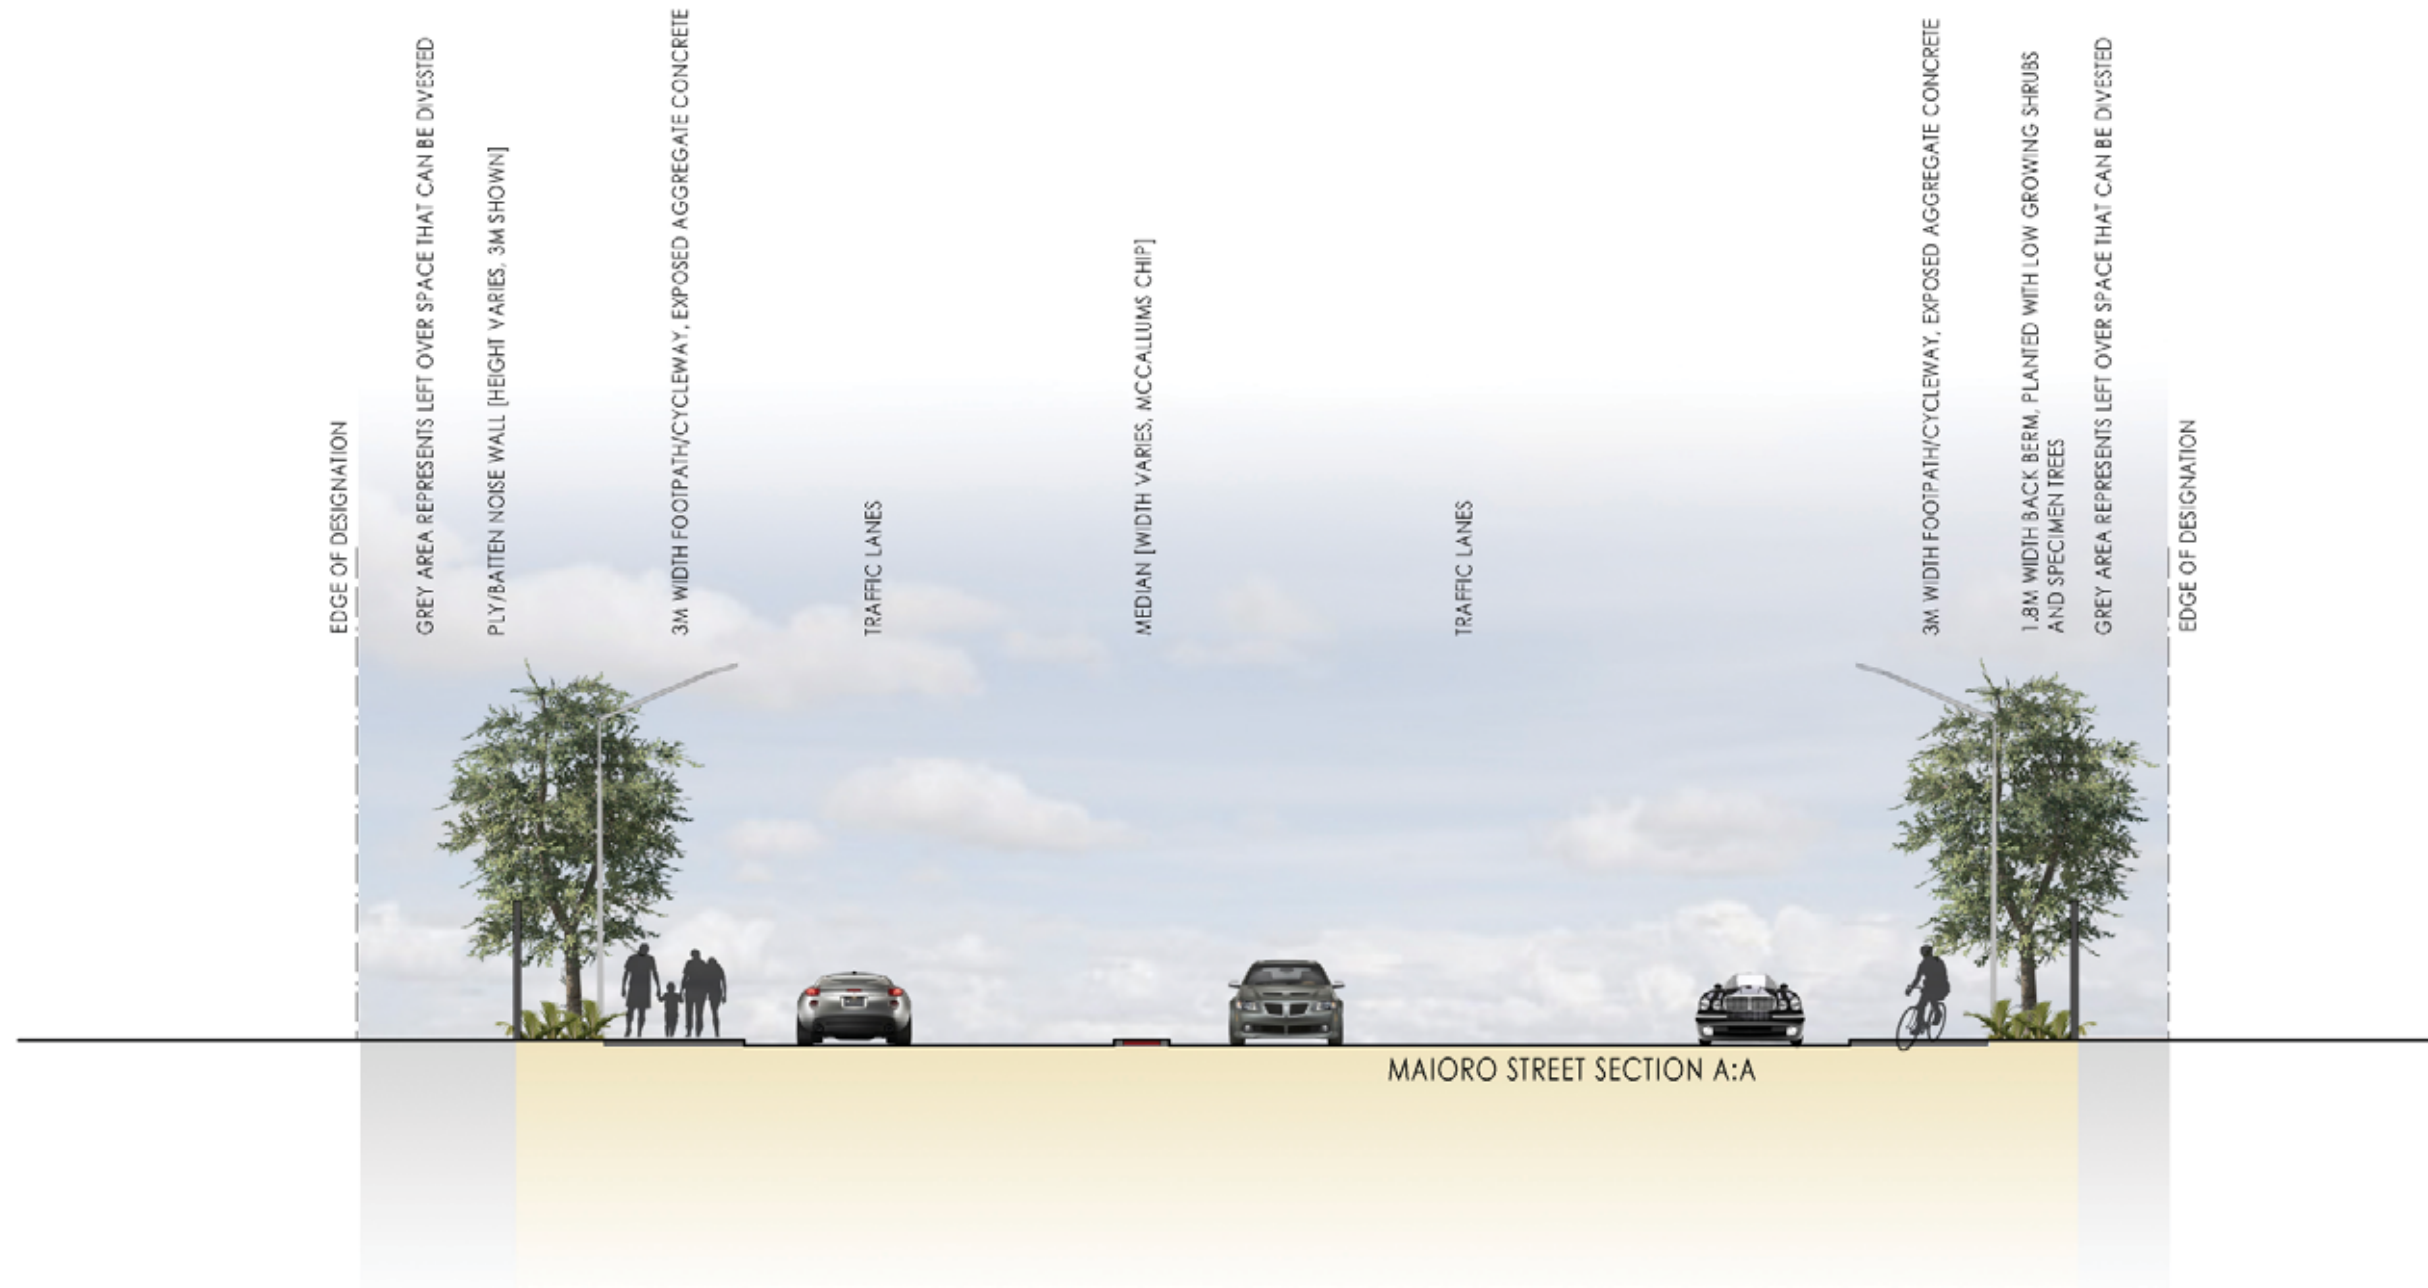 EDGE OF DESIGNATION
GREY AREA REPRESENTS LEFT OVER SPACE THAT CAN BE DIVESTED
PLY/BATTEN NOISE WALL [HEIGHT VARIES, 3M SHOWN]
3M WIDTH FOOTPATH/CYCLEWAY, EXPOSED AGGREGATE CONCRETE
TRAFFIC LANES
MEDIAN [WIDTH VARIES, MCCALLUMS CHIP]
TRAFFIC LANES
3M WIDTH FOOTPATH/CYCLEWAY, EXPOSED AGGREGATE CONCRETE
1.8M WIDTH BACK BERM, PLANTED WITH LOW GROWING SHRUBS
AND SPECIMEN TREES
GREY AREA REPRESENTS LEFT OVER SPACE THAT CAN BE DIVESTED
EDGE OF DESIGNATION
MAIORO STREET SECTION A:A